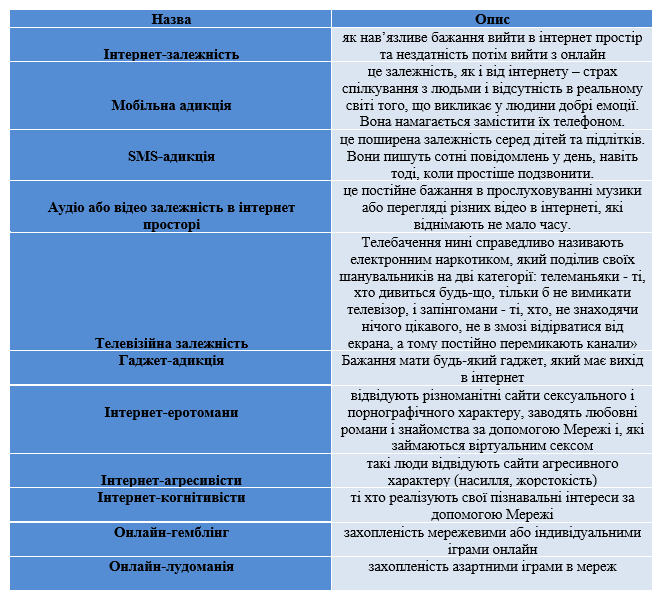 Назва
Опис
Інтернет-залежність
як нав’язливе бажання вийти в інтернет простір
та нездатність потім вийти з онлайн
Мобільна адикція
це залежність, як і від інтернету – страх
спілкування з людьми і відсутність в реальному
світі того, що викликає у людини добрі емоції.
Вона намагається замістити їх телефоном.
SMS-адикція
це поширена залежність серед дітей та підлітків.
Вони пишуть сотні повідомлень у день, навіть
тоді, коли простіше подзвонити.
Аудіо або відео залежність в інтернет
просторі
це постійне бажання в прослуховуванні музики
або перегляді різних відео в інтернеті, які
віднімають не мало часу.
Телевізійна залежність
Телебачення нині справедливо називають
електронним наркотиком, який поділив своїх
шанувальників на дві категорії: телеманьяки - ті,
хто дивиться будь-що, тільки б не вимикати
телевізор, і запінгомани - ті, хто, не знаходячи
нічого цікавого, не в змозі відірватися від
екрана, а тому постійно перемикають канали»
Гаджет-адикція
Бажання мати будь-який гаджет, який має вихід
в інтернет
Інтернет-еротомани
відвідують різноманітні сайти сексуального і
порнографічного характеру, заводять любовні
романи і знайомства за допомогою Мережі і, які
займаються віртуальним сексом
Інтернет-агресивісти
такі люди відвідують сайти агресивного
характеру (насилля, жорстокість)
Інтернет-когнітивісти
ті хто реалізують свої пізнавальні інтереси за
допомогою Мережі
Онлайн-гемблінг
захопленість мережевими або індивідуальними
іграми онлайн
Онлайн-лудоманія
захопленість азартними іграми в мереж